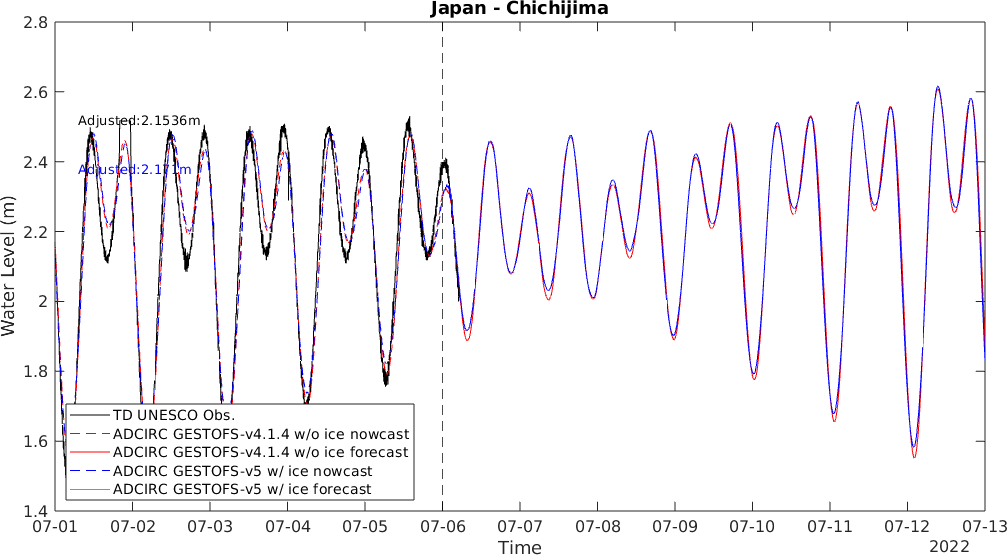 Japan - Chichijima
2.8
2.6
2.4
2.2
2
1.8
1.6
1.4
Water Level (m)
Adjusted:2.1536m
Adjusted:2.171m
TD UNESCO Obs.
ADCIRC GESTOFS-v4.1.4 w/o ice nowcast
ADCIRC GESTOFS-v4.1.4 w/o ice forecast
ADCIRC GESTOFS-v5 w/ ice nowcast
ADCIRC GESTOFS-v5 w/ ice forecast
07-01 07-02 07-03 07-04 07-05 07-06 07-07 07-08 07-09 07-10 07-11 07-12 07-13
Time
2022